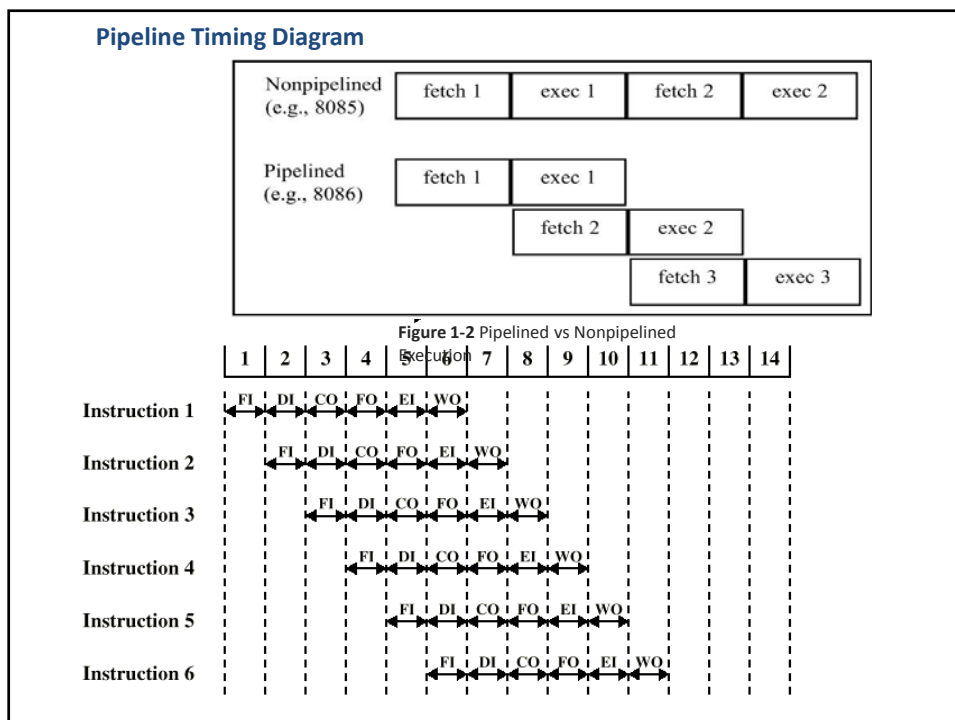 Pipeline Timing Diagram
Nonpipelined fetch 1 exec 1 fetch 2 exec 2
(e.g., 8085)
Pipelined fetch 1 exec 1
(e.g., 8086)
fetch 2 exec 2
fetch 3 exec 3
Figure 1-2 Pipelined vs Nonpipelined
Execution
1 2 3 4 5 6 7 8 9 10 11 12 13 14
Instruction 1 FI DI CO FO EI WO
Instruction 2 FI DI CO FO EI WO
Instruction 3 FI DI CO FO EI WO
Instruction 4 FI DI CO FO EI WO
Instruction 5 FI DI CO FO EI WO
Instruction 6 FI DI CO FO EI WO